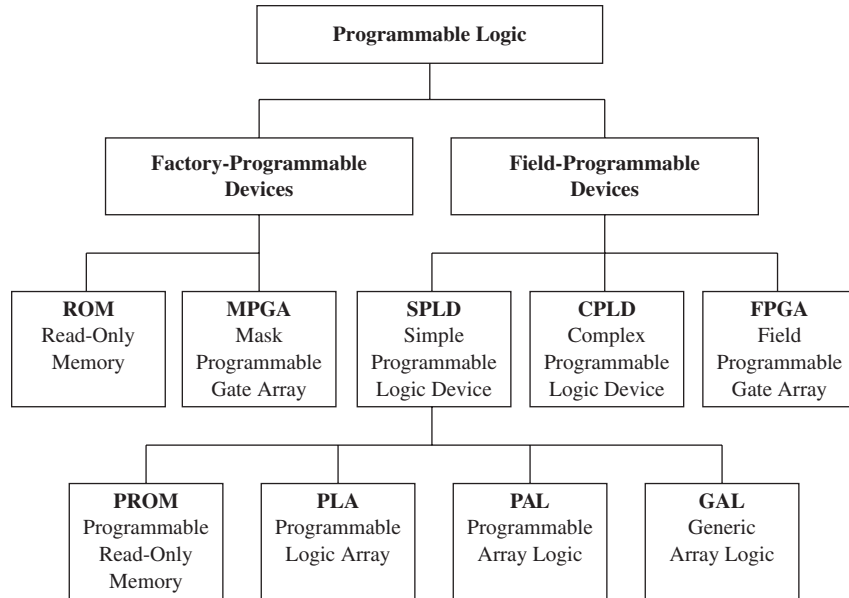 Programmable Logic
Factory-Programmable
Devices
Field-Programmable
Devices
ROM
Read-Only
Memory
MPGA
Mask
Programmable
Gate Array
SPLD
Simple
Programmable
Logic Device
CPLD
Complex
Programmable
Logic Device
FPGA
Field
Programmable
Gate Array
PROM
Programmable
Read-Only
Memory
PLA
Programmable
Logic Array
PAL
Programmable
Array Logic
GAL
Generic
Array Logic